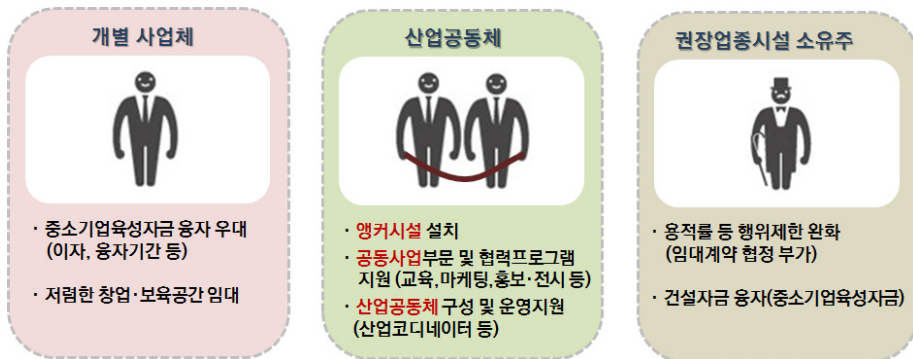 개별 사업체
· 중소기업육성자금 융자 우대
(이자, 융자기간 등)
· 저렴한 창업·보육공간 임대
산업공동체
· 앵커시설 설치
· 공동사업부문 및 협력프로그램
지원 (교육,마케팅,홍보·전시 등)
· 산업공동체 구성 및 운영지원
(산업코디네이터 등)
권장업종시설 소유주
· 용적률 등 행위제한 완화
(임대계약 협정 부가)
· 건설자금 융자(중소기업육성자금)